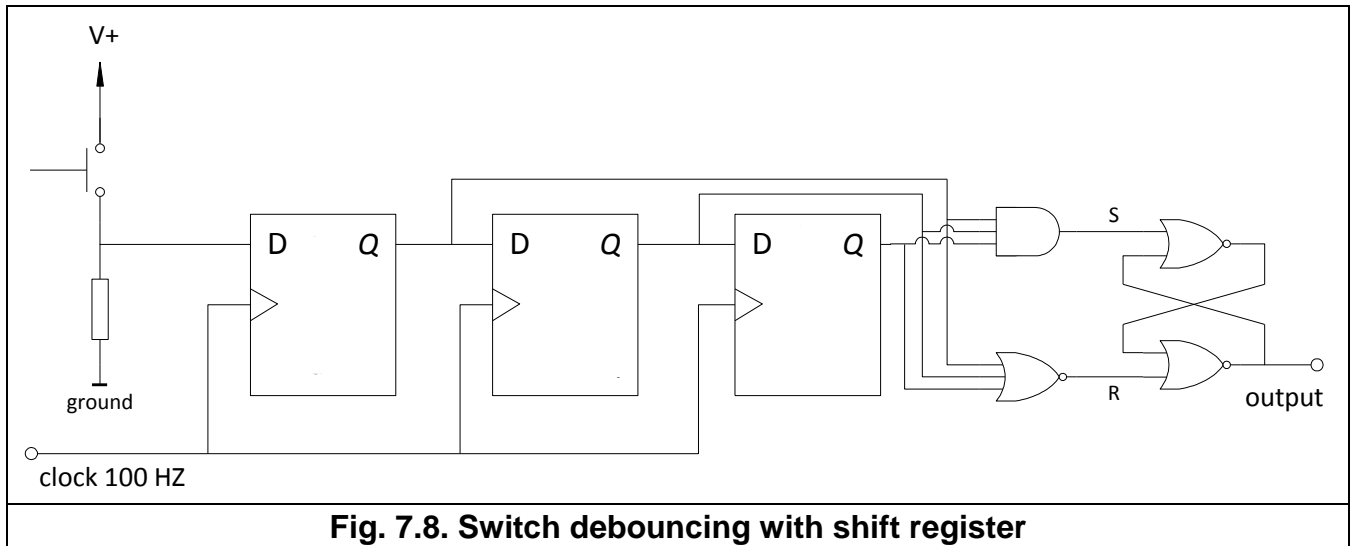 V+
D Q D Q D Q
S
R
ground
output
clock 100 HZ
Fig. 7.8. Switch debouncing with shift register